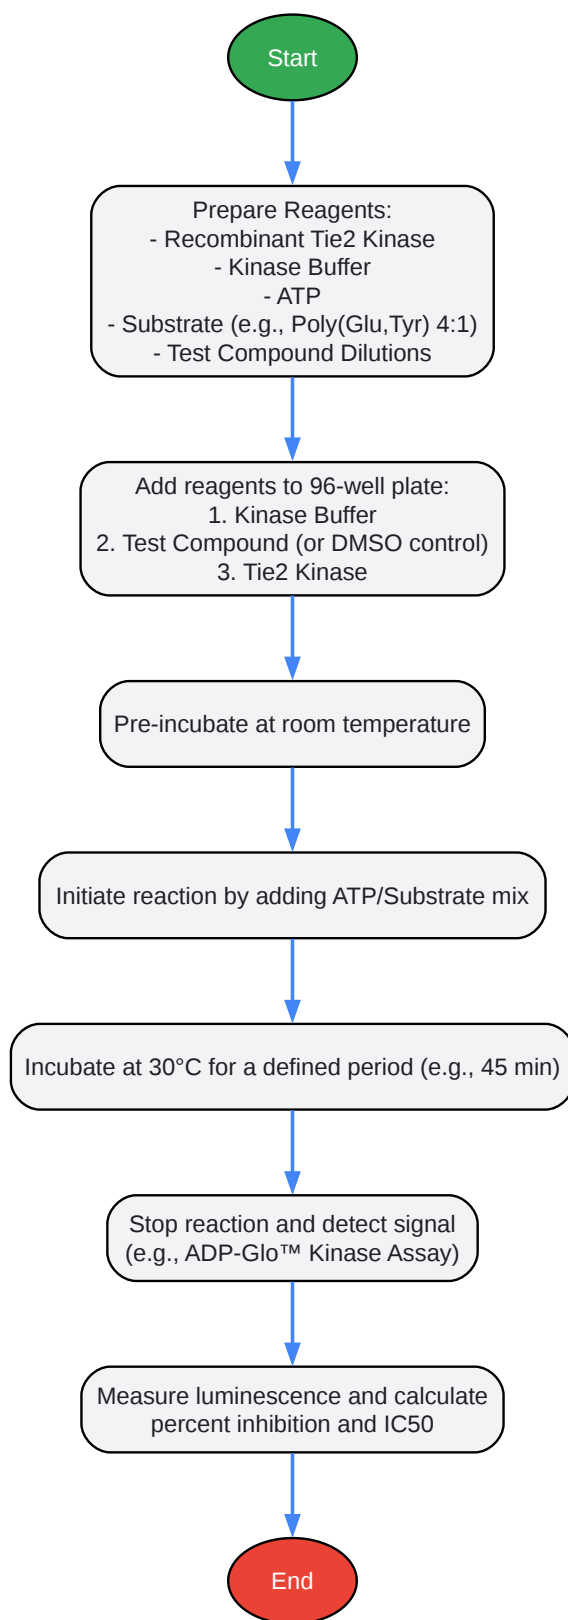 Start
Prepare Reagents:
- Recombinant Tie2 Kinase
- Kinase Buffer
- ATP
- Substrate (e.g., Poly(Glu,Tyr) 4:1)
- Test Compound Dilutions
Add reagents to 96-well plate:
1. Kinase Buffer
2. Test Compound (or DMSO control)
3. Tie2 Kinase
Pre-incubate at room temperature
Initiate reaction by adding ATP/Substrate mix
Incubate at 30°C for a defined period (e.g., 45 min)
Stop reaction and detect signal
(e.g., ADP-Glo™ Kinase Assay)
Measure luminescence and calculate
percent inhibition and IC50
End